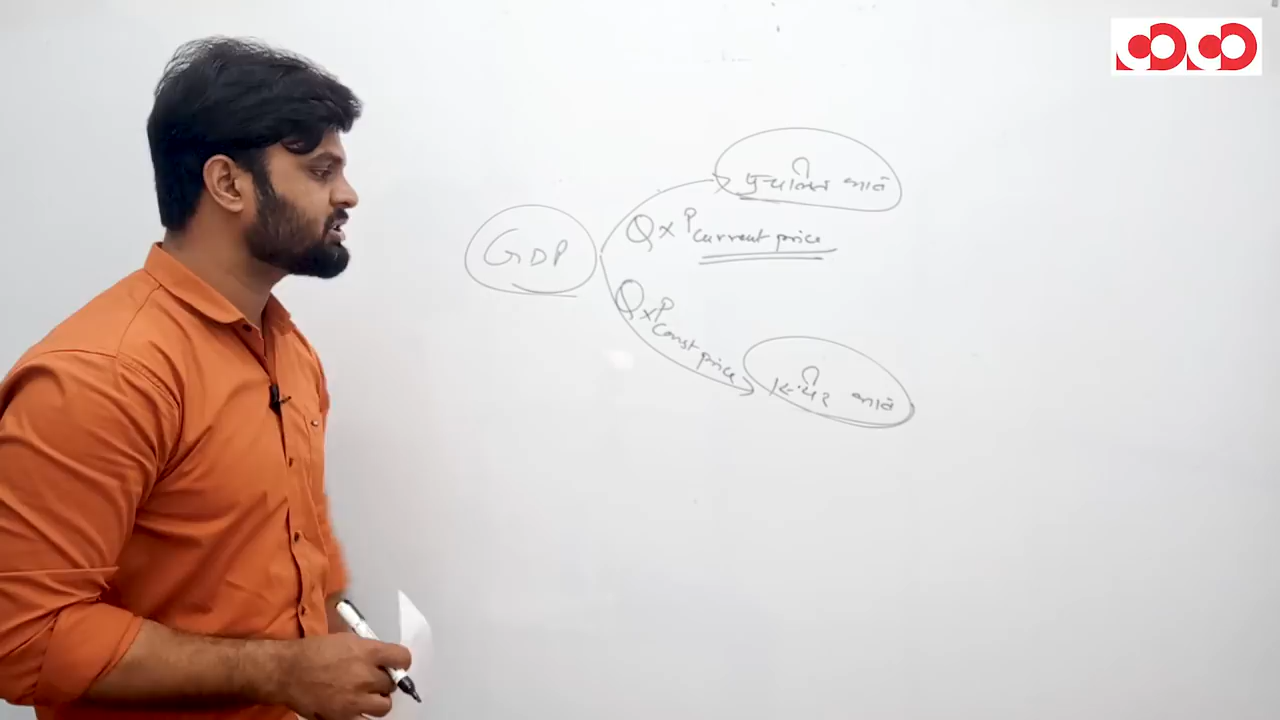 પ્રચલિત ભાવે
Q x P current price
GDP
Q x P const price
સ્થિર ભાવે